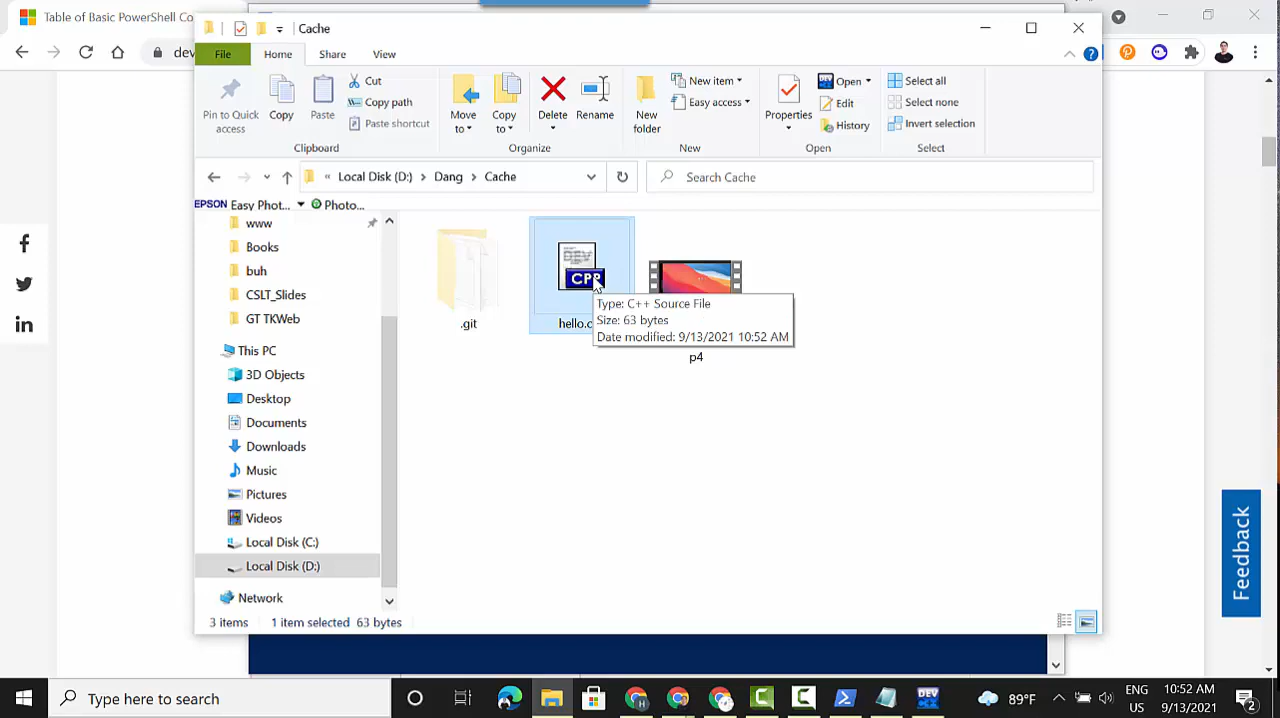 Table of Basic PowerShell Co
dev
Cache
File
Home
Share
View
Pin to Quick access
Copy
Paste
Cut
Copy path
Paste shortcut
Clipboard
Move to
Copy to
Delete
Rename
Organize
New folder
New item
Easy access
New
Properties
Open
Edit
History
Open
Select all
Select none
Invert selection
Select
« Local Disk (D:) > Dang > Cache
Search Cache
EPSON Easy Phot...
Photo...
www
Books
buh
CSLT_Slides
GT TKWeb
This PC
3D Objects
Desktop
Documents
Downloads
Music
Pictures
Videos
Local Disk (C:)
Local Disk (D:)
Network
.git
DEV
CPP
hello.c
Type: C++ Source File
Size: 63 bytes
Date modified: 9/13/2021 10:52 AM
p4
3 items
1 item selected 63 bytes
Feedback
Type here to search
DEV
89°F
ENG
US
10:52 AM
9/13/2021
2